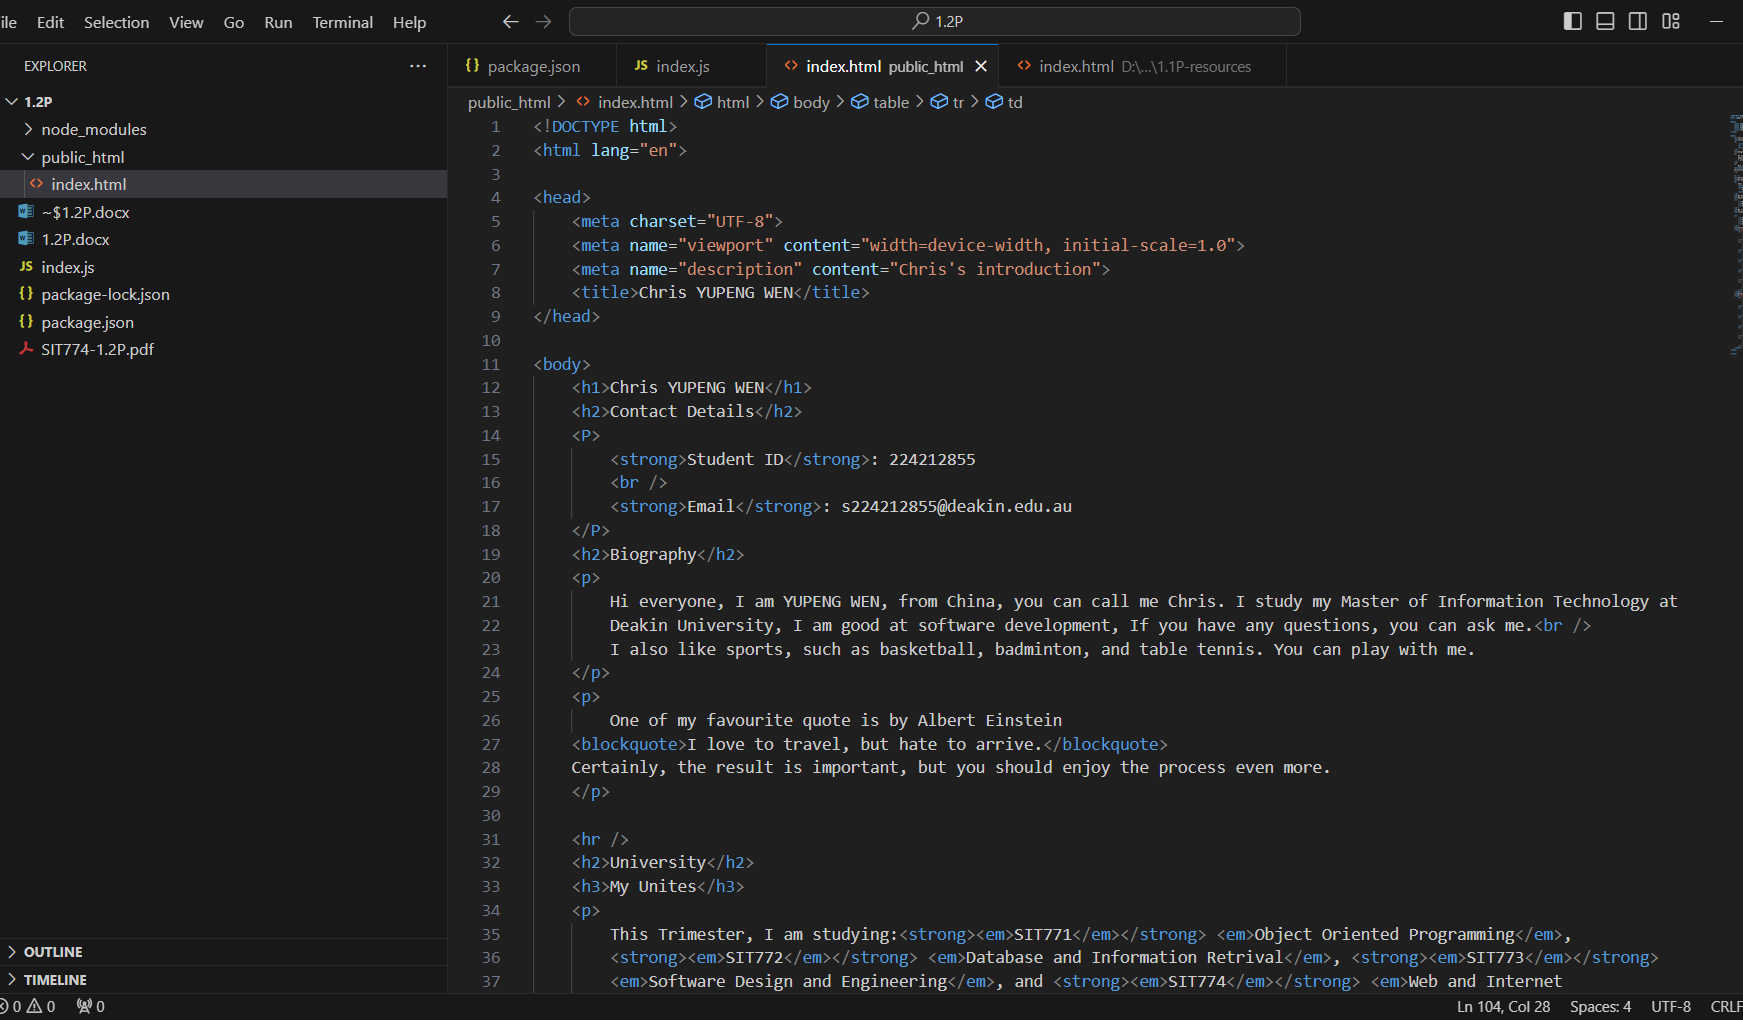 ile Edit Selection View Go Run Terminal Help
1.2P
EXPLORER
1.2P
node_modules
public_html
index.html
~$1.2P.docx
1.2P.docx
JS index.js
{} package-lock.json
{} package.json
SIT774-1.2P.pdf
OUTLINE
TIMELINE
{} package.json
JS index.js
<> index.html public_html
<> index.html D:\...\1.1P-resources
public_html > <> index.html > html > body > table > tr > td
1 <!DOCTYPE html>
2 <html lang="en">
3
4 <head>
5 <meta charset="UTF-8">
6 <meta name="viewport" content="width=device-width, initial-scale=1.0">
7 <meta name="description" content="Chris's introduction">
8 <title>Chris YUPENG WEN</title>
9 </head>
10
11 <body>
12 <h1>Chris YUPENG WEN</h1>
13 <h2>Contact Details</h2>
14 <P>
15 <strong>Student ID</strong>: 224212855
16 <br />
17 <strong>Email</strong>: s224212855@deakin.edu.au
18 </P>
19 <h2>Biography</h2>
20 <p>
21 Hi everyone, I am YUPENG WEN, from China, you can call me Chris. I study my Master of Information Technology at
22 Deakin University, I am good at software development, If you have any questions, you can ask me.<br />
23 I also like sports, such as basketball, badminton, and table tennis. You can play with me.
24 </p>
25 <p>
26 One of my favourite quote is by Albert Einstein
27 <blockquote>I love to travel, but hate to arrive.</blockquote>
28 Certainly, the result is important, but you should enjoy the process even more.
29 </p>
30
31 <hr />
32 <h2>University</h2>
33 <h3>My Unites</h3>
34 <p>
35 This Trimester, I am studying:<strong><em>SIT771</em></strong> <em>Object Oriented Programming</em>,
36 <strong><em>SIT772</em></strong> <em>Database and Information Retrival</em>, <strong><em>SIT773</em></strong>
37 <em>Software Design and Engineering</em>, and <strong><em>SIT774</em></strong> <em>Web and Internet
0 0 0
Ln 104, Col 28 Spaces: 4 UTF-8 CRLF